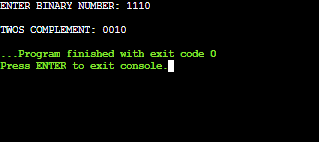 ENTER BINARY NUMBER: 1110
TWOS COMPLEMENT: 0010
...Program finished with exit code 0
Press ENTER to exit console.